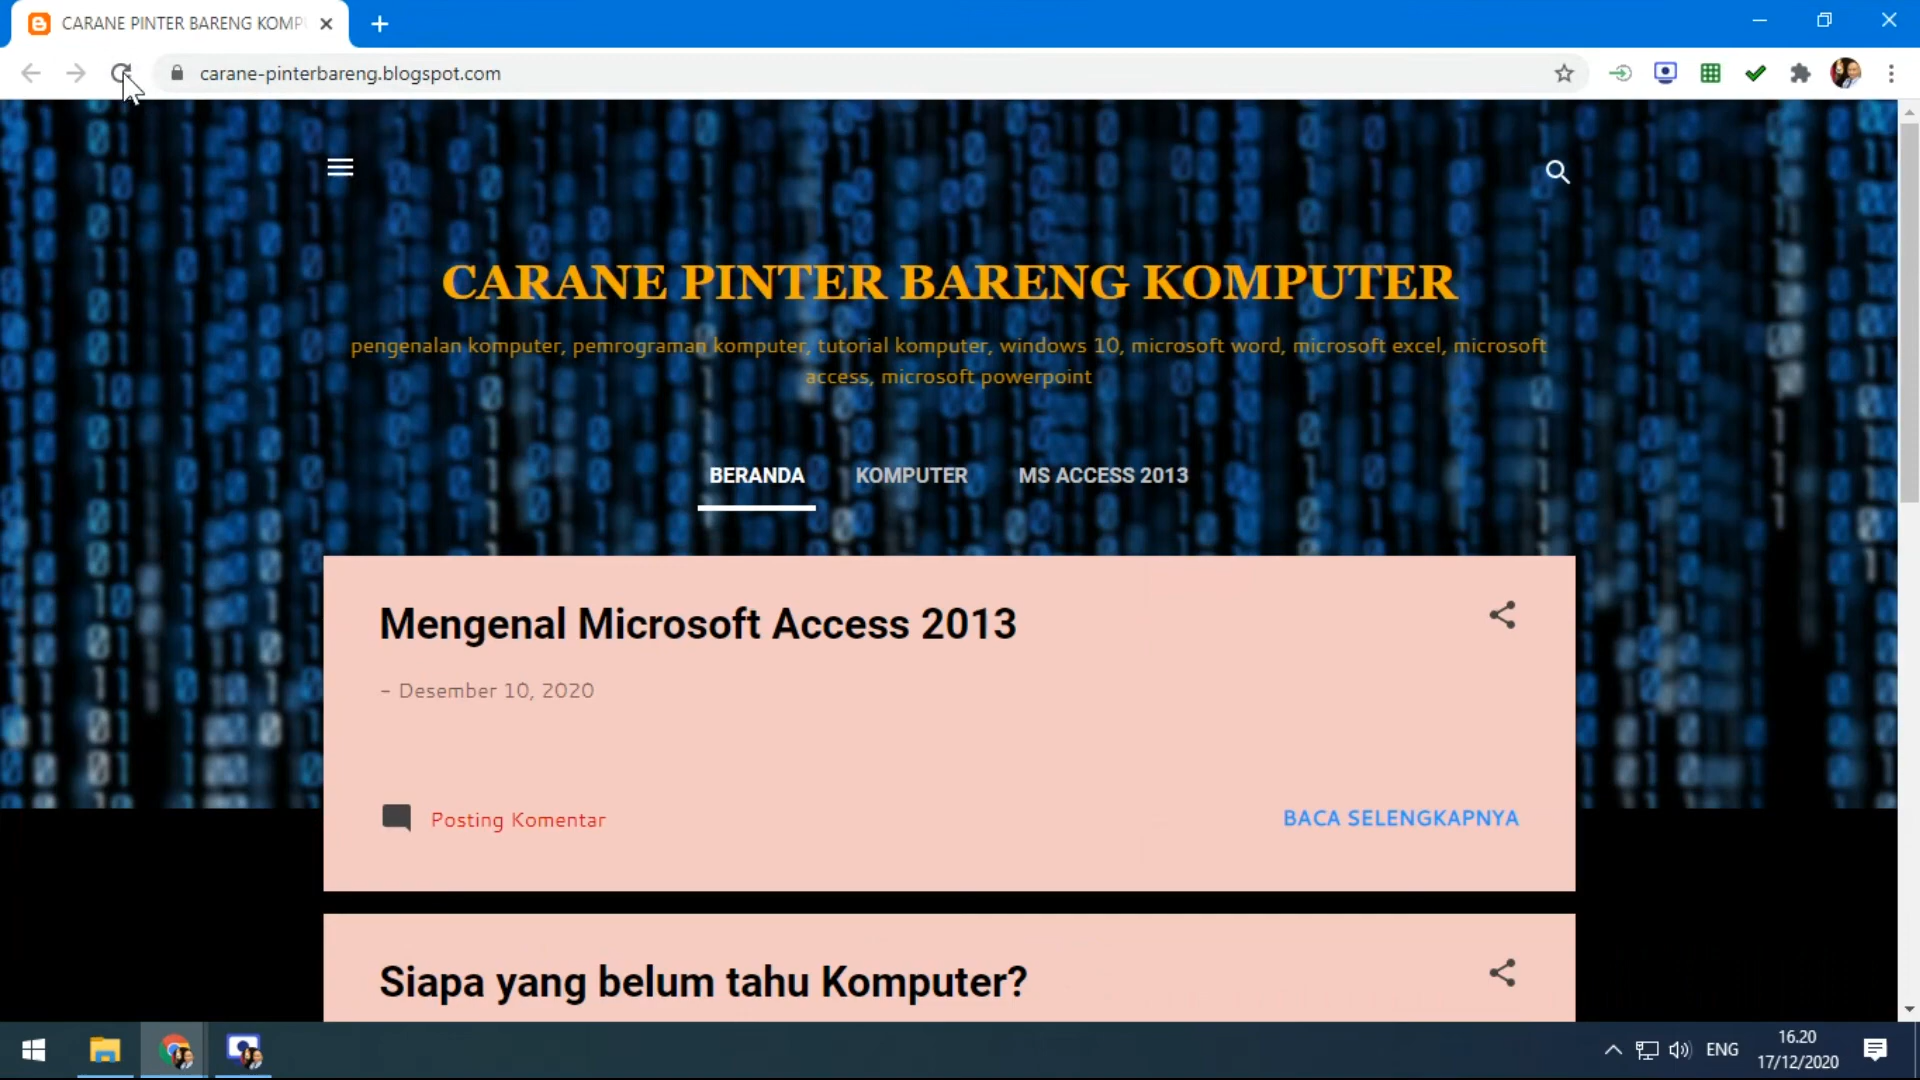 CARANE PINTER BARENG KOMP
carane-pinterbareng.blogspot.com
CARANE PINTER BARENG KOMPUTER
pengenalan komputer, pemrograman komputer, tutorial komputer, windows 10, microsoft word, microsoft excel, microsoft
access, microsoft powerpoint
BERANDA KOMPUTER MS ACCESS 2013
Mengenal Microsoft Access 2013
- Desember 10, 2020
Posting Komentar BACA SELENGKAPNYA
Siapa yang belum tahu Komputer?
ENG
16.20
17/12/2020